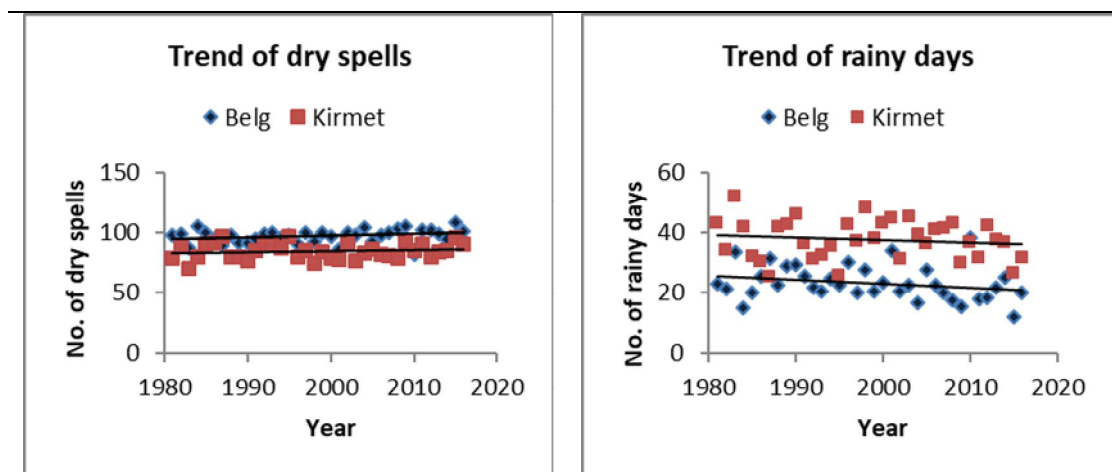 Trend of dry spells
Belg Kirmet
No. of dry spells
150
100
50
0
1980 1990 2000 2010 2020
Year
Trend of rainy days
Belg Kirmet
No. of rainy days
60
40
20
0
1980 1990 2000 2010 2020
Year